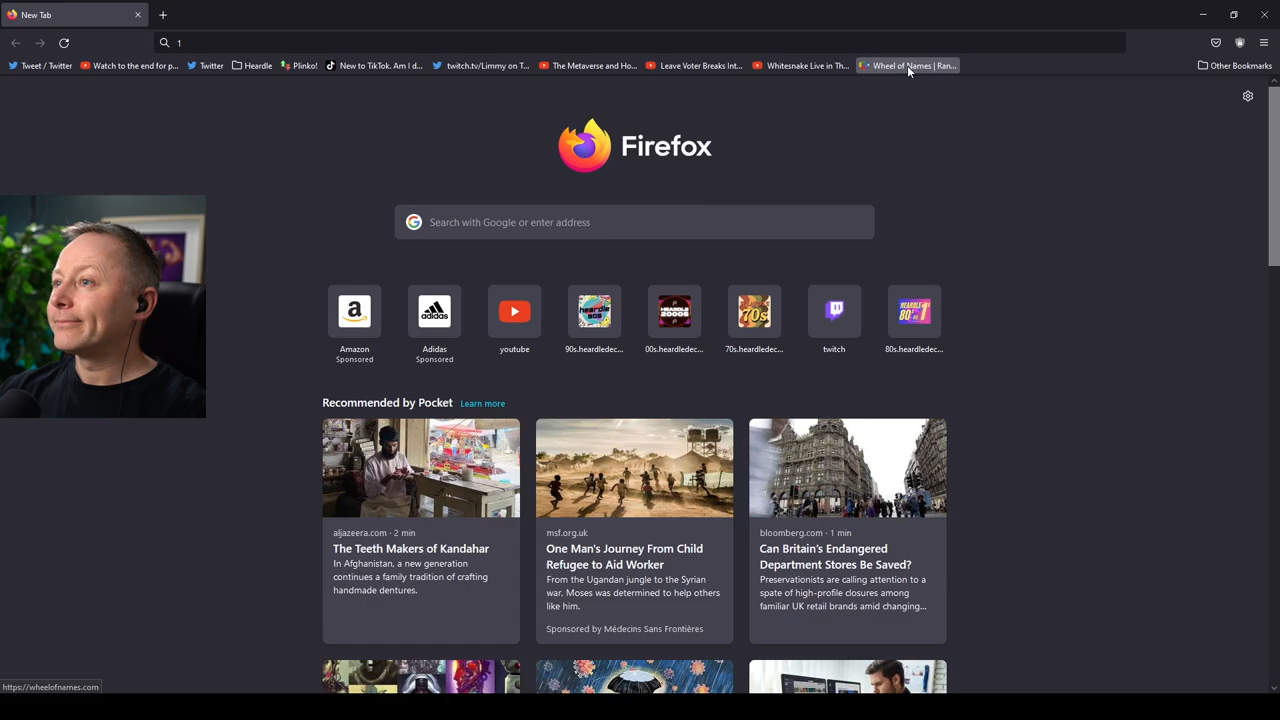 New Tab
1
Tweet / Twitter
Watch to the end for p...
Twitter
Heardle
Plinko!
New to TikTok. Am I d...
twitch.tv/Limmy on T...
The Metaverse and Ho...
Leave Voter Breaks Int...
Whitesnake Live in Th...
Wheel of Names | Ran...
Other Bookmarks
Firefox
Search with Google or enter address
Amazon
Sponsored
Adidas
Sponsored
youtube
90s.heardledec...
00s.heardledec...
70s.heardledec...
twitch
80s.heardledec...
Recommended by Pocket Learn more
aljazeera.com · 2 min
The Teeth Makers of Kandahar
In Afghanistan, a new generation
continues a family tradition of crafting
handmade dentures.
msf.org.uk
One Man's Journey From Child
Refugee to Aid Worker
From the Ugandan jungle to the Syrian
war, Moses was determined to help others
like him.
Sponsored by Médecins Sans Frontières
bloomberg.com · 1 min
Can Britain's Endangered
Department Stores Be Saved?
Preservationists are calling attention to a
spate of high-profile closures among
familiar UK retail brands amid changing...
https://wheelofnames.com